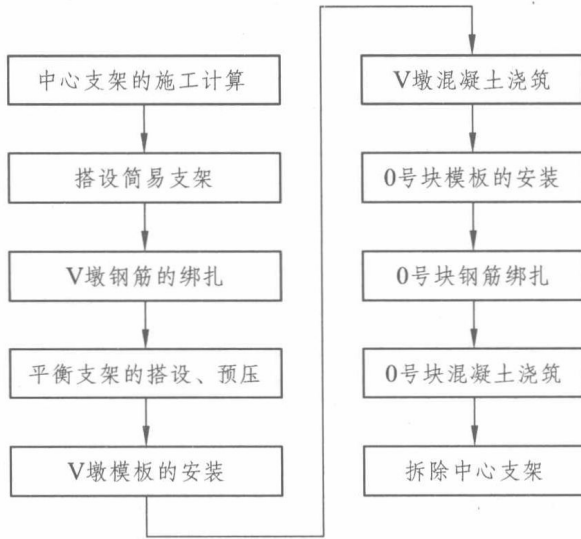 中心支架的施工计算
搭设简易支架
V墩钢筋的绑扎
平衡支架的搭设、预压
V墩模板的安装
V墩混凝土浇筑
0号块模板的安装
0号块钢筋绑扎
0号块混凝土浇筑
拆除中心支架